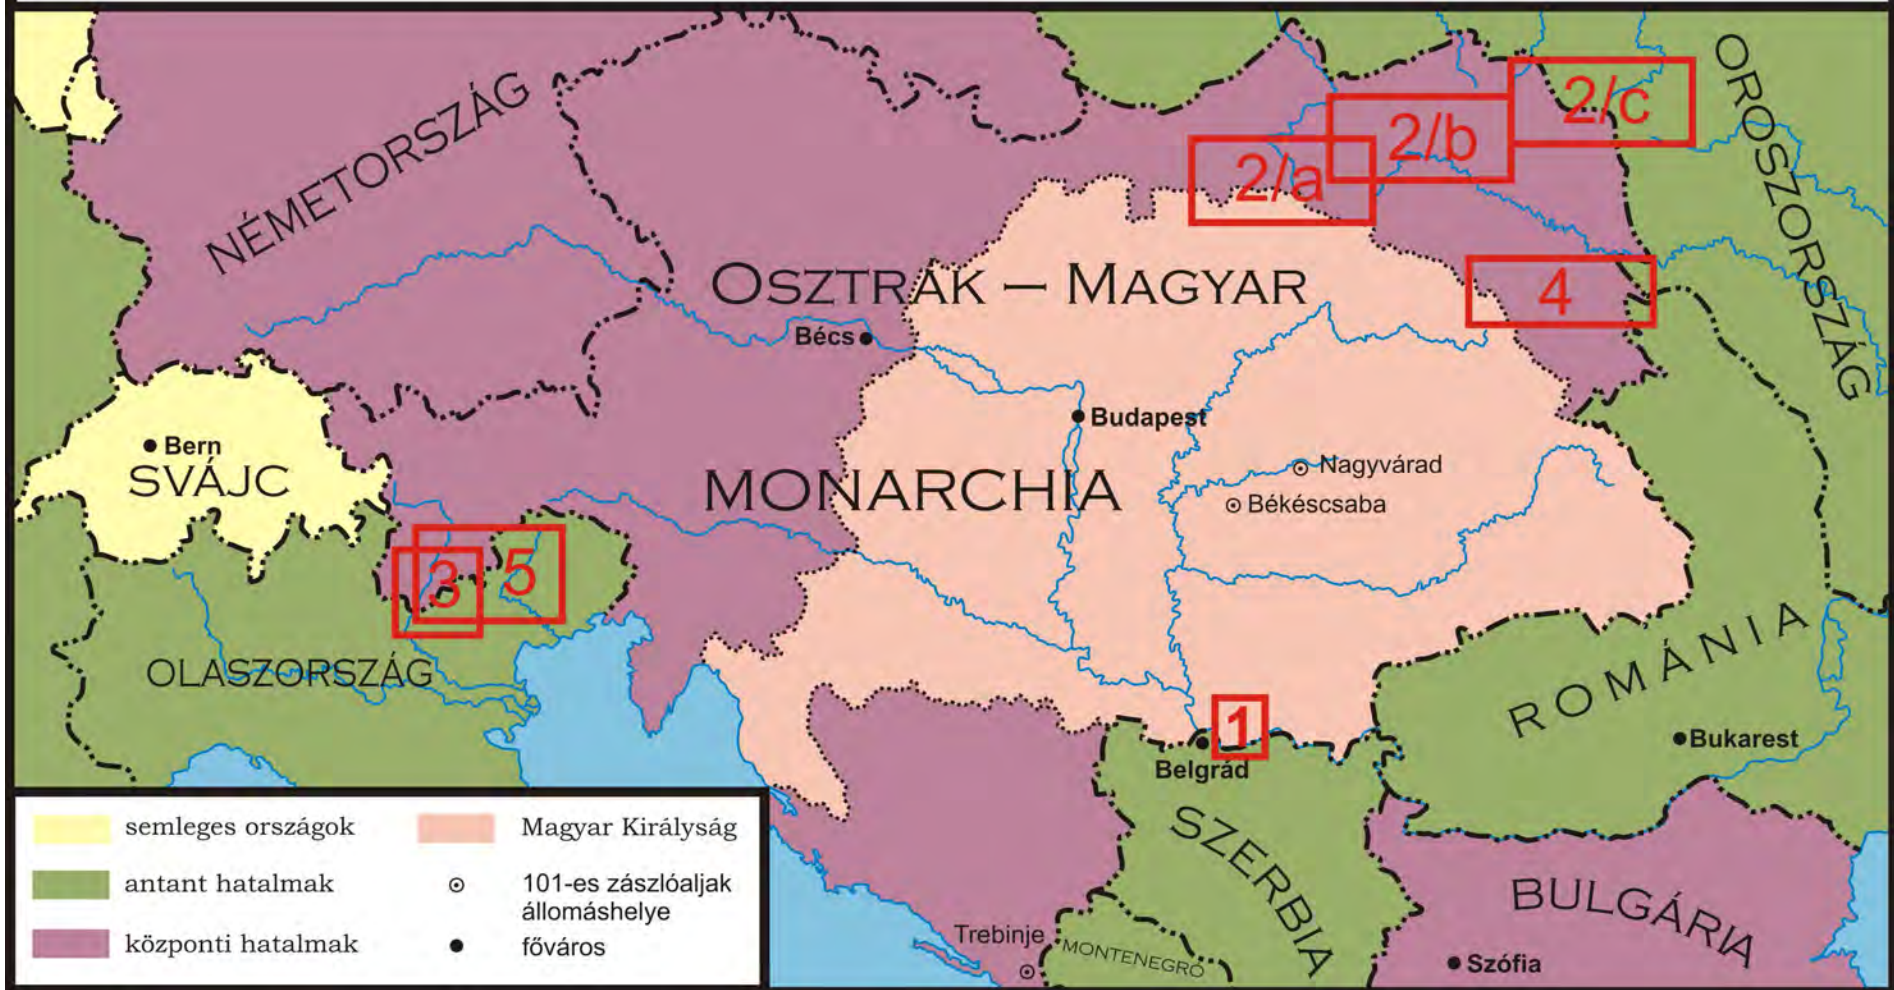 NÉMETORSZÁG
OROSZORSZÁG
2/a
2/b
2/c
OSZTRÁK – MAGYAR
MONARCHIA
4
Bécs
Budapest
Bern
SVÁJC
Nagyvárad
Békéscsaba
3
5
OLASZORSZÁG
ROMÁNIA
1
Bukarest
Belgrád
SZERBIA
BULGÁRIA
Trebinje
MONTENEGRÓ
Szófia
semleges országok
antant hatalmak
központi hatalmak
Magyar Királyság
101-es zászlóaljak
állomáshelye
főváros